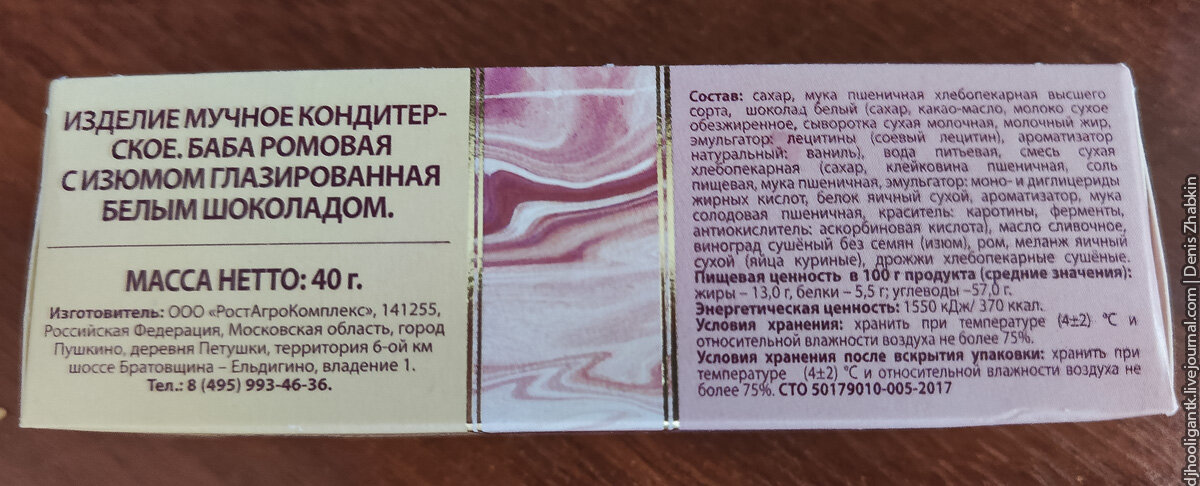 ИЗДЕЛИЕ МУЧНОЕ КОНДИТЕР-
СКОЕ. БАБА РОМОВАЯ
С ИЗЮМОМ ГЛАЗИРОВАННАЯ
БЕЛЫМ ШОКОЛАДОМ.
МАССА НЕТТО: 40 г.
Изготовитель: ООО «РостАгроКомплекс», 141255,
Российская Федерация, Московская область, город
Пушкино, деревня Петушки, территория 6-ой км
шоссе Братовщина – Ельдигино, владение 1.
Тел.: 8 (495) 993-46-36.
Состав: сахар, мука пшеничная хлебопекарная высшего
сорта, шоколад белый (сахар, какао-масло, молоко сухое
обезжиренное, сыворотка сухая молочная, молочный жир,
эмульгатор: лецитины (соевый лецитин), ароматизатор
натуральный: ваниль), вода питьевая, смесь сухая
хлебопекарная (сахар, клейковина пшеничная, соль
пищевая, мука пшеничная, эмульгатор: моно- и диглицериды
жирных кислот, белок яичный сухой, ароматизатор, мука
солодовая пшеничная, краситель: каротины, ферменты,
антиокислитель: аскорбиновая кислота), масло сливочное,
виноград сушёный без семян (изюм), ром, меланж яичный
сухой (яйца куриные), дрожжи хлебопекарные сушёные.
Пищевая ценность в 100 г продукта (средние значения):
жиры – 13,0 г, белки – 5,5 г; углеводы –57,0 г.
Энергетическая ценность: 1550 кДж/ 370 ккал.
Условия хранения: хранить при температуре (4±2) °С и
относительной влажности воздуха не более 75%.
Условия хранения после вскрытия упаковки: хранить при
температуре (4±2) °С и относительной влажности воздуха не
более 75%. СТО 50179010-005-2017
djhooligantk.livejournal.com | Denis Zhabkin